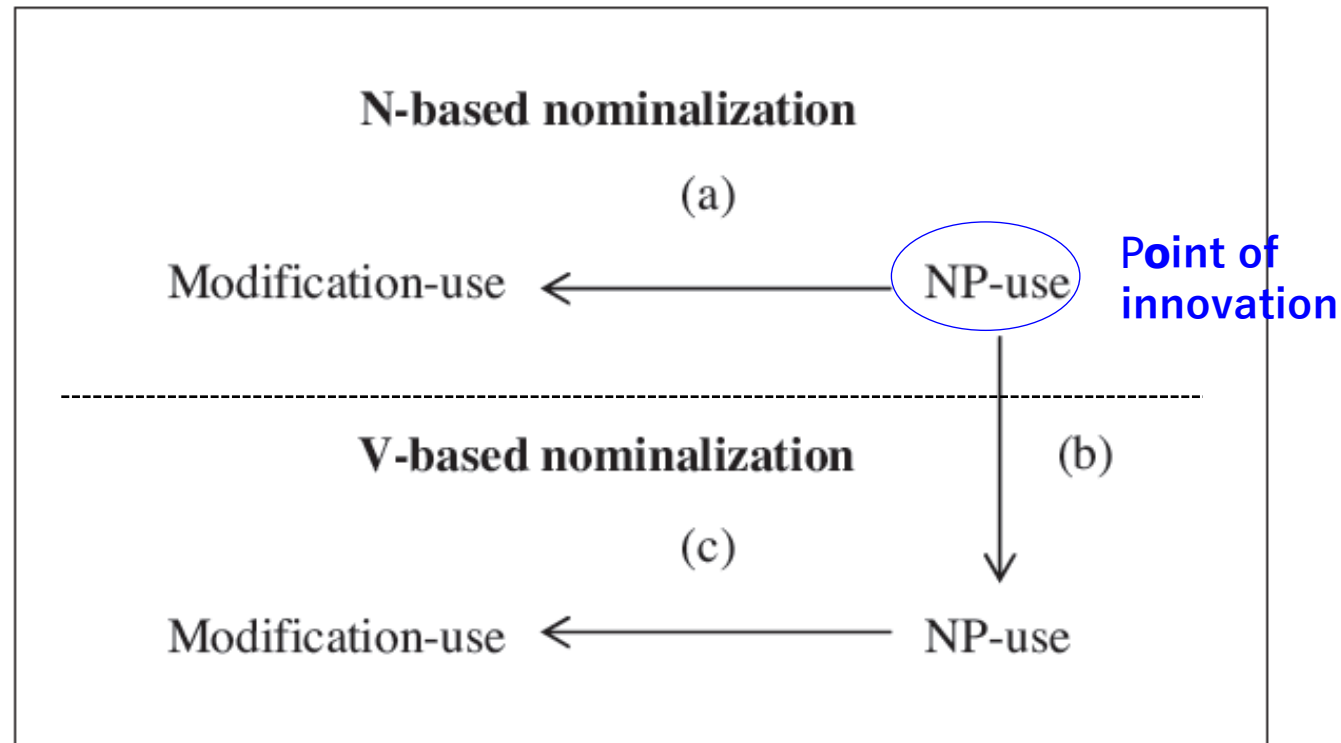 N-based nominalization
(a)
Modification-use
NP-use
Point of
innovation
V-based nominalization
(b)
(c)
Modification-use
NP-use